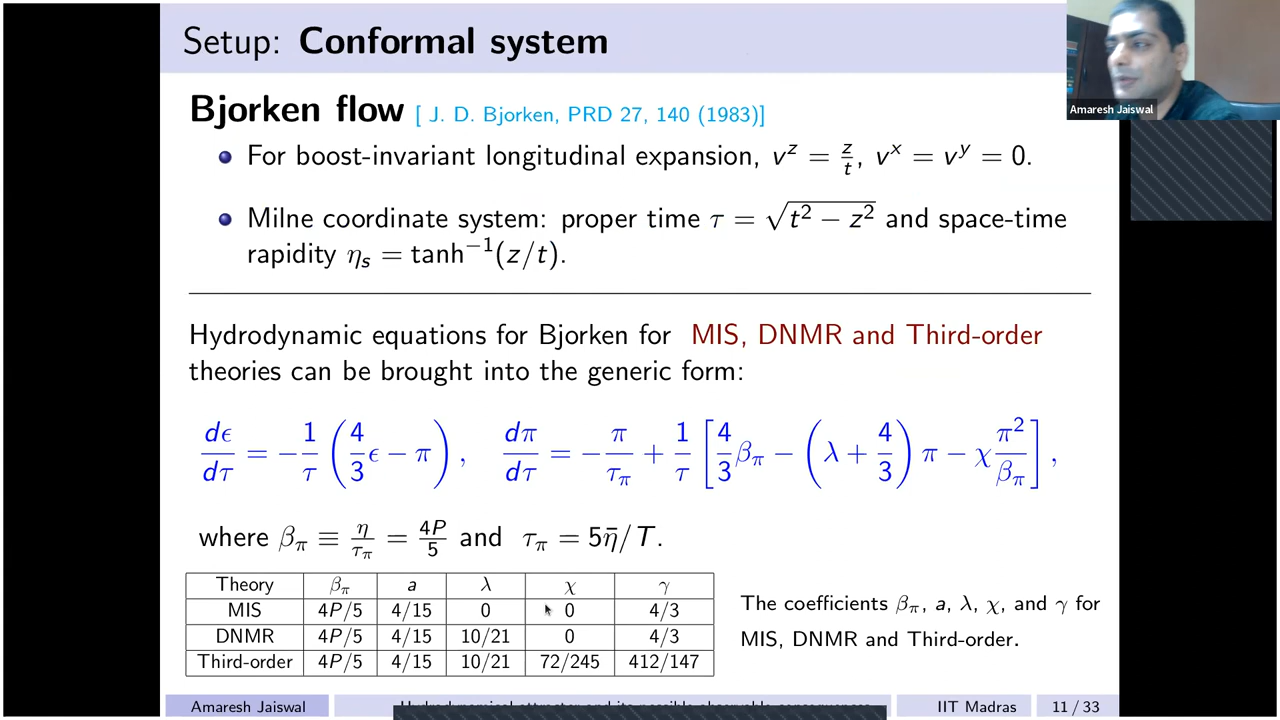 Setup: Conformal system
Amaresh Jaiswal
Bjorken flow [ J. D. Bjorken, PRD 27, 140 (1983)]
For boost-invariant longitudinal expansion, v^z = z/t, v^x = v^y = 0.
Milne coordinate system: proper time τ = √(t² − z²) and space-time
rapidity η_s = tanh⁻¹(z/t).
Hydrodynamic equations for Bjorken for MIS, DNMR and Third-order
theories can be brought into the generic form:
dϵ/dτ = −1/τ (4/3 ϵ − π), dπ/dτ = −π/τ_π + 1/τ [4/3 β_π − (λ + 4/3) π − χ π²/β_π],
where β_π ≡ η/τ_π = 4P/5 and τ_π = 5η̄/T.
Theory β_π a λ χ γ
MIS 4P/5 4/15 0 0 4/3
DNMR 4P/5 4/15 10/21 0 4/3
Third-order 4P/5 4/15 10/21 72/245 412/147
The coefficients β_π, a, λ, χ, and γ for
MIS, DNMR and Third-order.
Amaresh Jaiswal IIT Madras 11 / 33